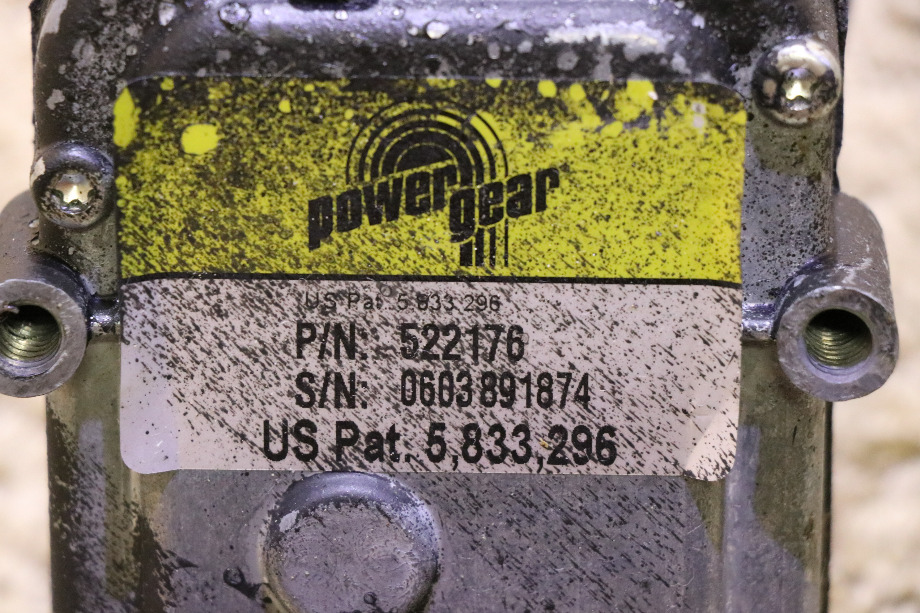 power gear
US Pat. 5,833,296
P/N: 522176
S/N: 0603891874
US Pat. 5,833,296